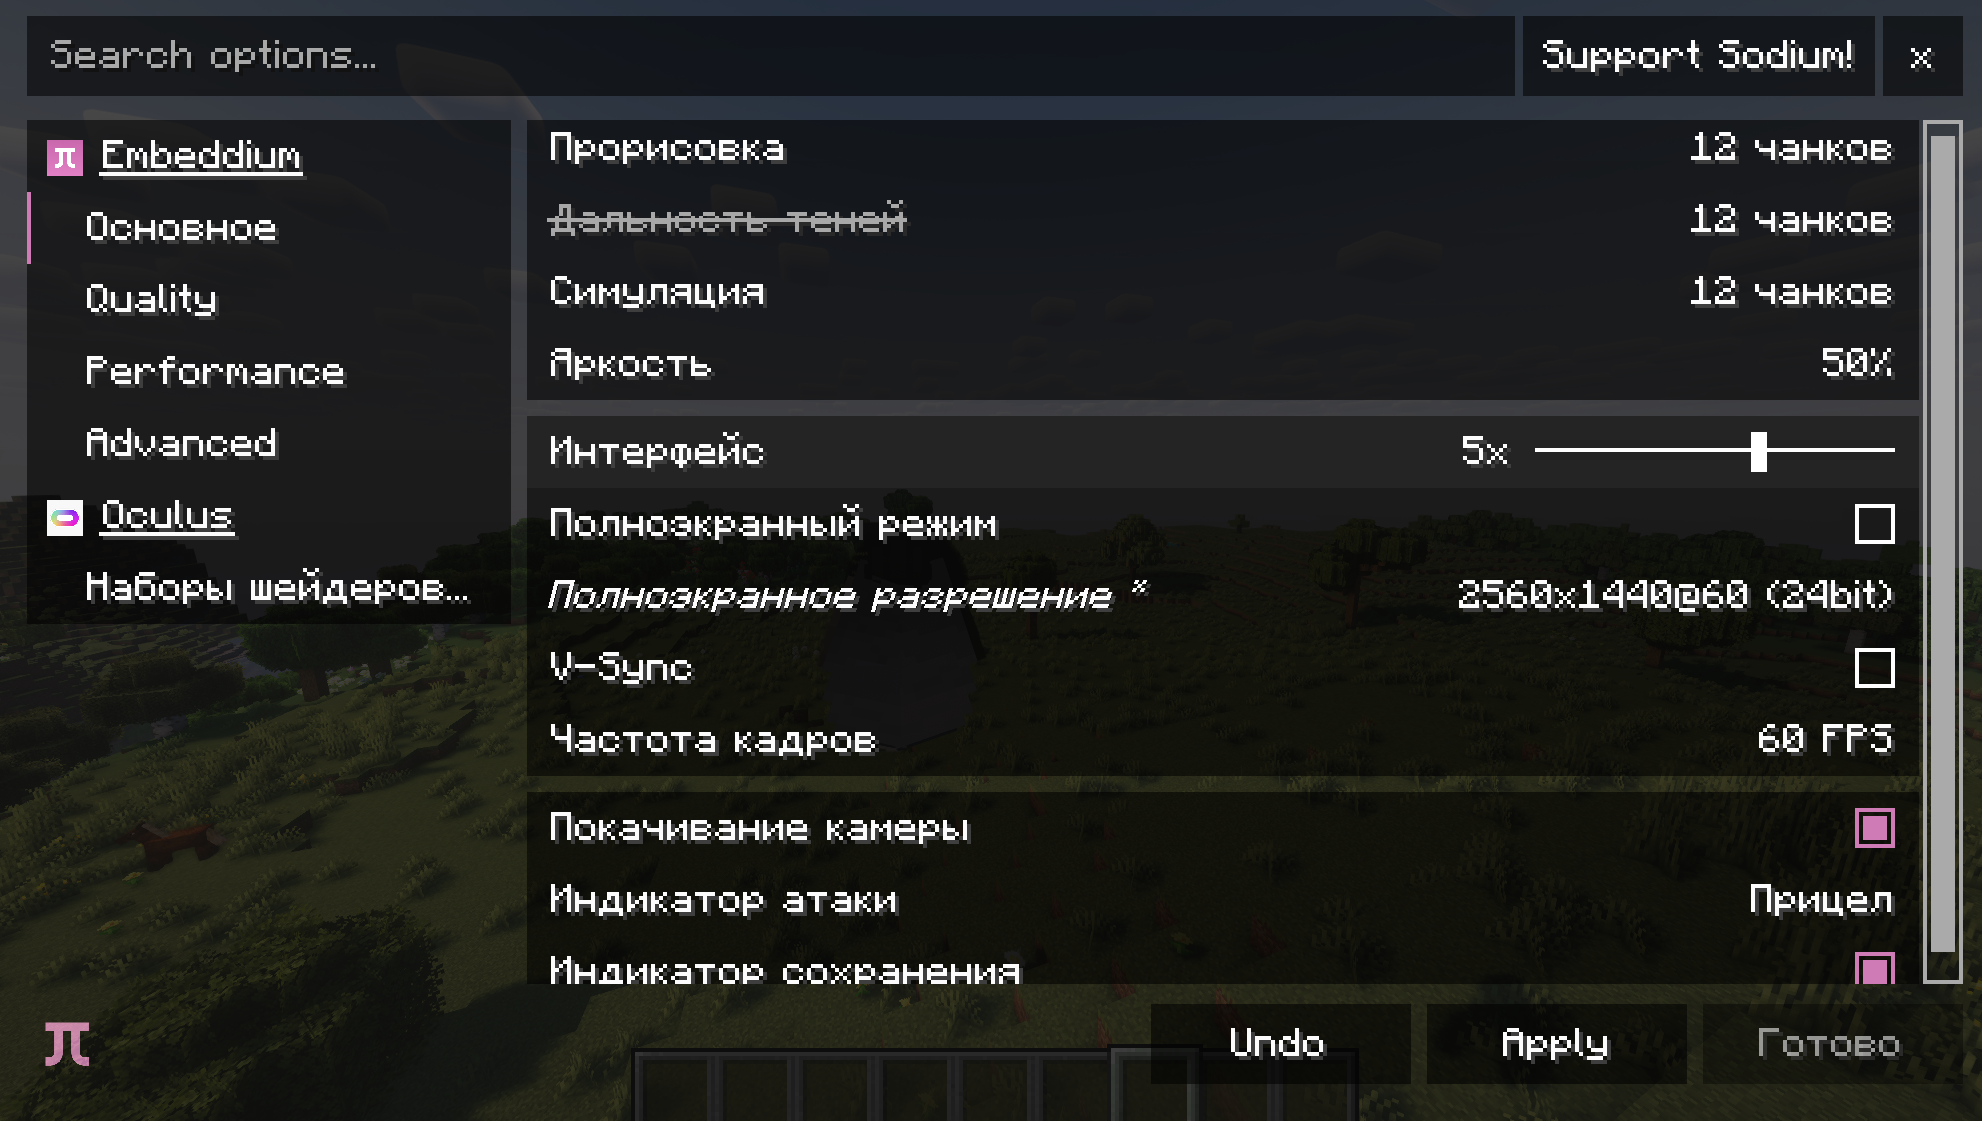 Search options...
Support Sodium!
x
Embeddium
Основное
Quality
Performance
Advanced
Oculus
Наборы шейдеров...
Прорисовка 12 чанков
Дальность теней 12 чанков
Симуляция 12 чанков
Яркость 50%
Интерфейс 5x
Полноэкранный режим
Полноэкранное разрешение * 2560x1440@60 (24bit)
V-Sync
Частота кадров 60 FPS
Покачивание камеры
Индикатор атаки Прицел
Индикатор сохранения
Undo
Apply
Готово